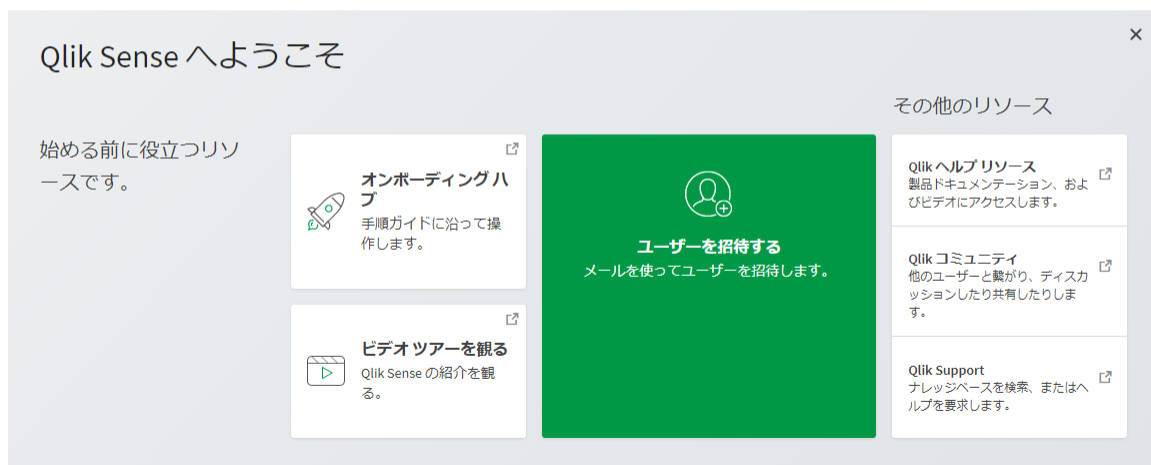 Qlik Sense へようこそ
始める前に役立つリソ
ースです。
オンボーディング ハ
ブ
手順ガイドに沿って操
作します。
ビデオ ツアーを観る
Qlik Sense の紹介を観
る。
ユーザーを招待する
メールを使ってユーザーを招待します。
その他のリソース
Qlik ヘルプ リソース
製品ドキュメンテーション、およ
びビデオにアクセスします。
Qlik コミュニティ
他のユーザーと繫がり、ディスカ
ッションしたり共有したりしま
す。
Qlik Support
ナレッジベースを検索、またはヘ
ルプを要求します。